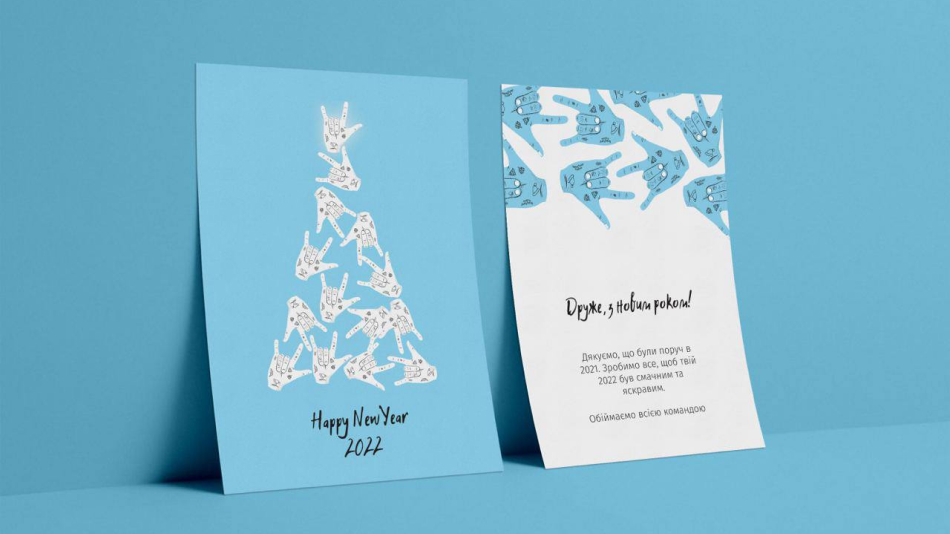 Happy New Year
2022
Друже, з Новим роком!
Дякуємо, що були поруч в
2021. Зробимо все, щоб твій
2022 був смачним та
яскравим.
Обіймаємо всією командою